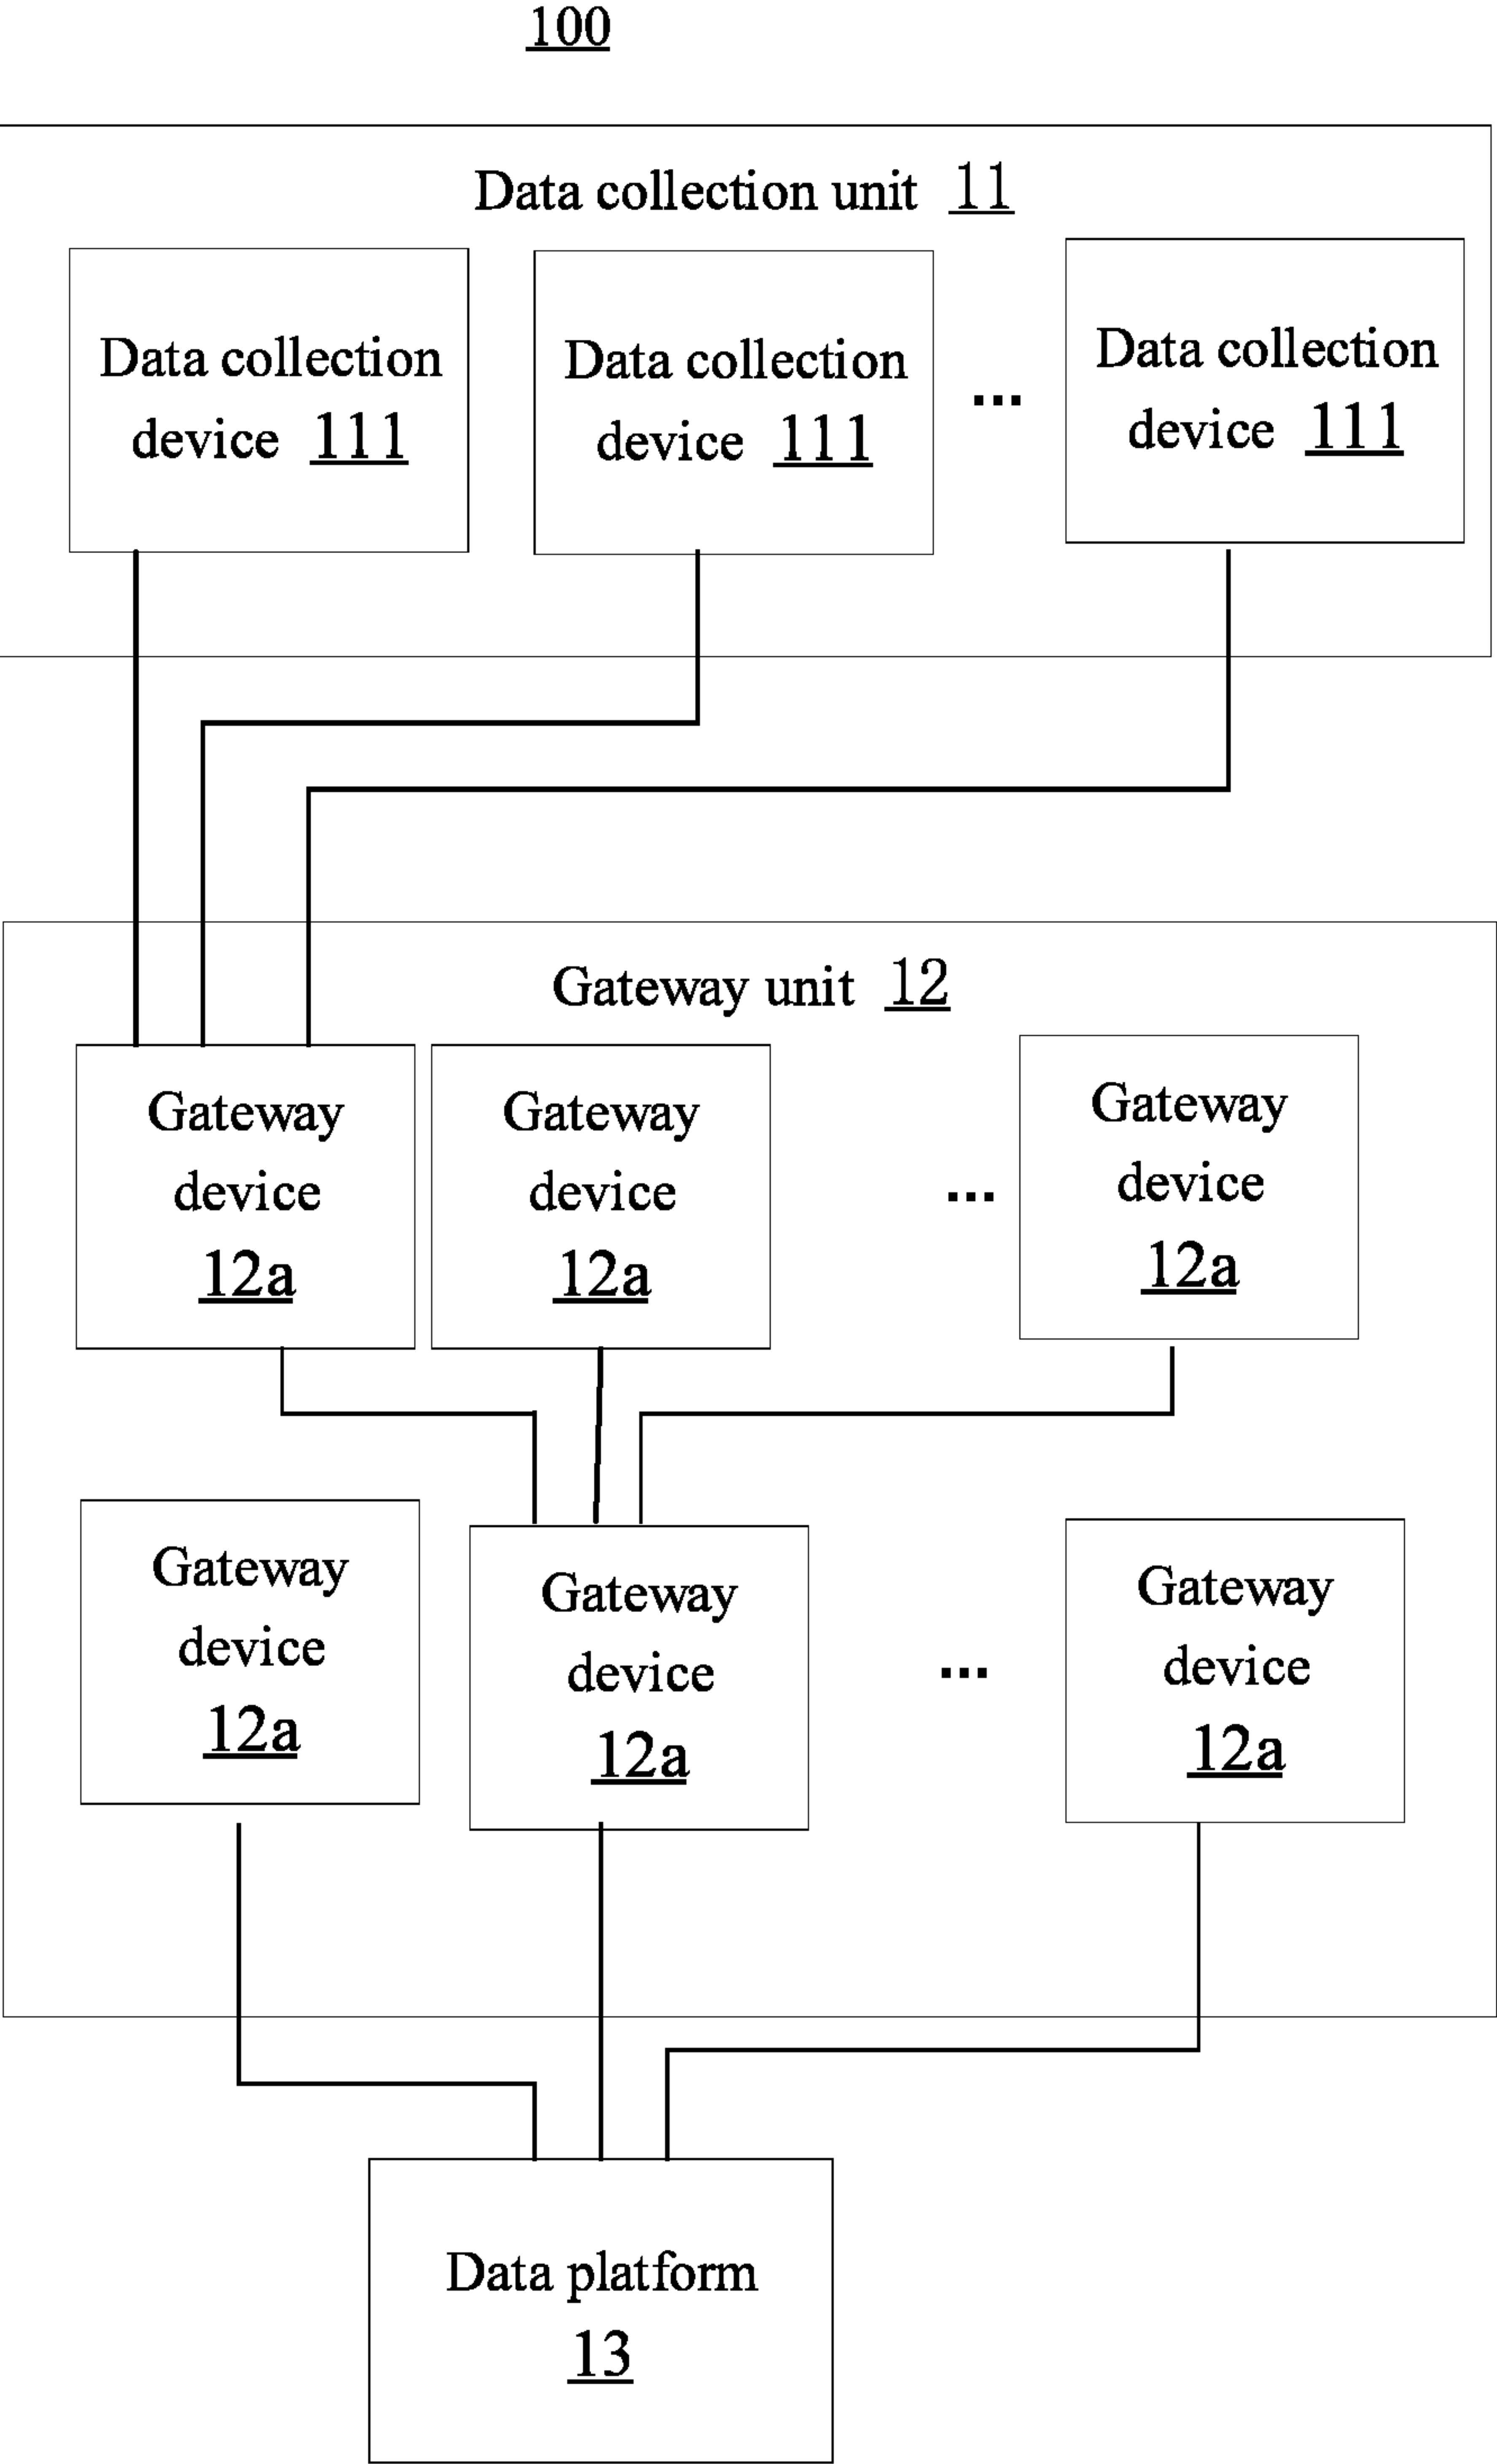 100
Data collection unit 11
Data collection
device 111
Data collection
device 111
...
Data collection
device 111
Gateway unit 12
Gateway
device
12a
Gateway
device
12a
...
Gateway
device
12a
Gateway
device
12a
Gateway
device
12a
...
Gateway
device
12a
Data platform
13